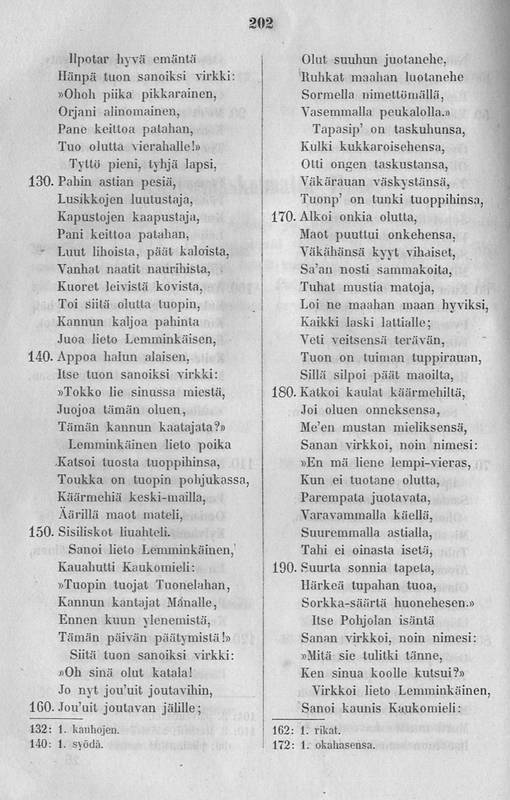 202
Ilpotar hyvä emäntä
Hänpä tuon sanoiksi virkki:
»Ohoh piika pikkarainen,
Orjani alinomainen,
Pane keittoa patahan,
Tuo olutta vierahalle!»
Tyttö pieni, tyhjä lapsi,
130. Pahin astian pesiä,
Lusikkojen luutustaja,
Kapustojen kaapustaja,
Pani keittoa patahan,
Luut lihoista, päät kaloista,
Vanhat naatit naurihista,
Kuoret leivistä kovista,
Toi siitä olutta tuopin,
Kannun kaljoa pahinta
Juoa lieto Lemminkäisen,
140. Appoa halun alaisen,
Itse tuon sanoiksi virkki:
»Tokko lie sinussa miestä,
Juojoa tämän oluen,
Tämän kannun kaatajata?»
Lemminkäinen lieto poika
Katsoi tuosta tuoppihinsa,
Toukka on tuopin pohjukassa,
Käärmehiä keski-mailla,
Äärillä maot mateli,
150. Sisiliskot liuahteli.
Sanoi lieto Lemminkäinen,
Kauahutti Kaukomieli:
»Tuopin tuojat Tuonelahan,
Kannun kantajat Manalle,
Ennen kuun ylenemistä,
Tämän päivän päätymistä!»
Siitä tuon sanoiksi virkki:
»Oh sinä olut katala!
Jo nyt jou'uit joutavihin,
160. Jou'uit joutavan jälille;
132: 1. kauhojen.
140: 1. syödä.
Olut suuhun juotanehe,
Ruhkat maahan luotanehe
Sormella nimettömällä,
Vasemmalla peukalolla.»
Tapasip' on taskuhunsa,
Kulki kukkaroisehensa,
Otti ongen taskustansa,
Väkärauan väskystänsä,
Tuonp' on tunki tuoppihinsa,
170. Alkoi onkia olutta,
Maot puuttui onkehensa,
Väkähänsä kyyt vihaiset,
Sa'an nosti sammakoita,
Tuhat mustia matoja,
Loi ne maahan maan hyviksi,
Kaikki laski lattialle;
Veti veitsensä terävän,
Tuon on tuiman tuppirauan,
Sillä silpoi päät maoilta,
180. Katkoi kaulat käärmehiltä,
Joi oluen onneksensa,
Me'en mustan mieliksensä,
Sanan virkkoi, noin nimesi:
»En mä liene lempi-vieras,
Kun ei tuotane olutta,
Parempata juotavata,
Varavammalla käellä,
Suuremmalla astialla,
Tahi ei oinasta isetä,
190. Suurta sonnia tapeta,
Härkeä tupahan tuoa,
Sorkka-säärtä huonehesen.»
Itse Pohjolan isäntä
Sanan virkkoi, noin nimesi:
»Mitä sie tulitki tänne,
Ken sinua koolle kutsui?»
Virkkoi lieto Lemminkäinen,
Sanoi kaunis Kaukomieli:
162: 1. rikat.
172: 1. okahasensa.